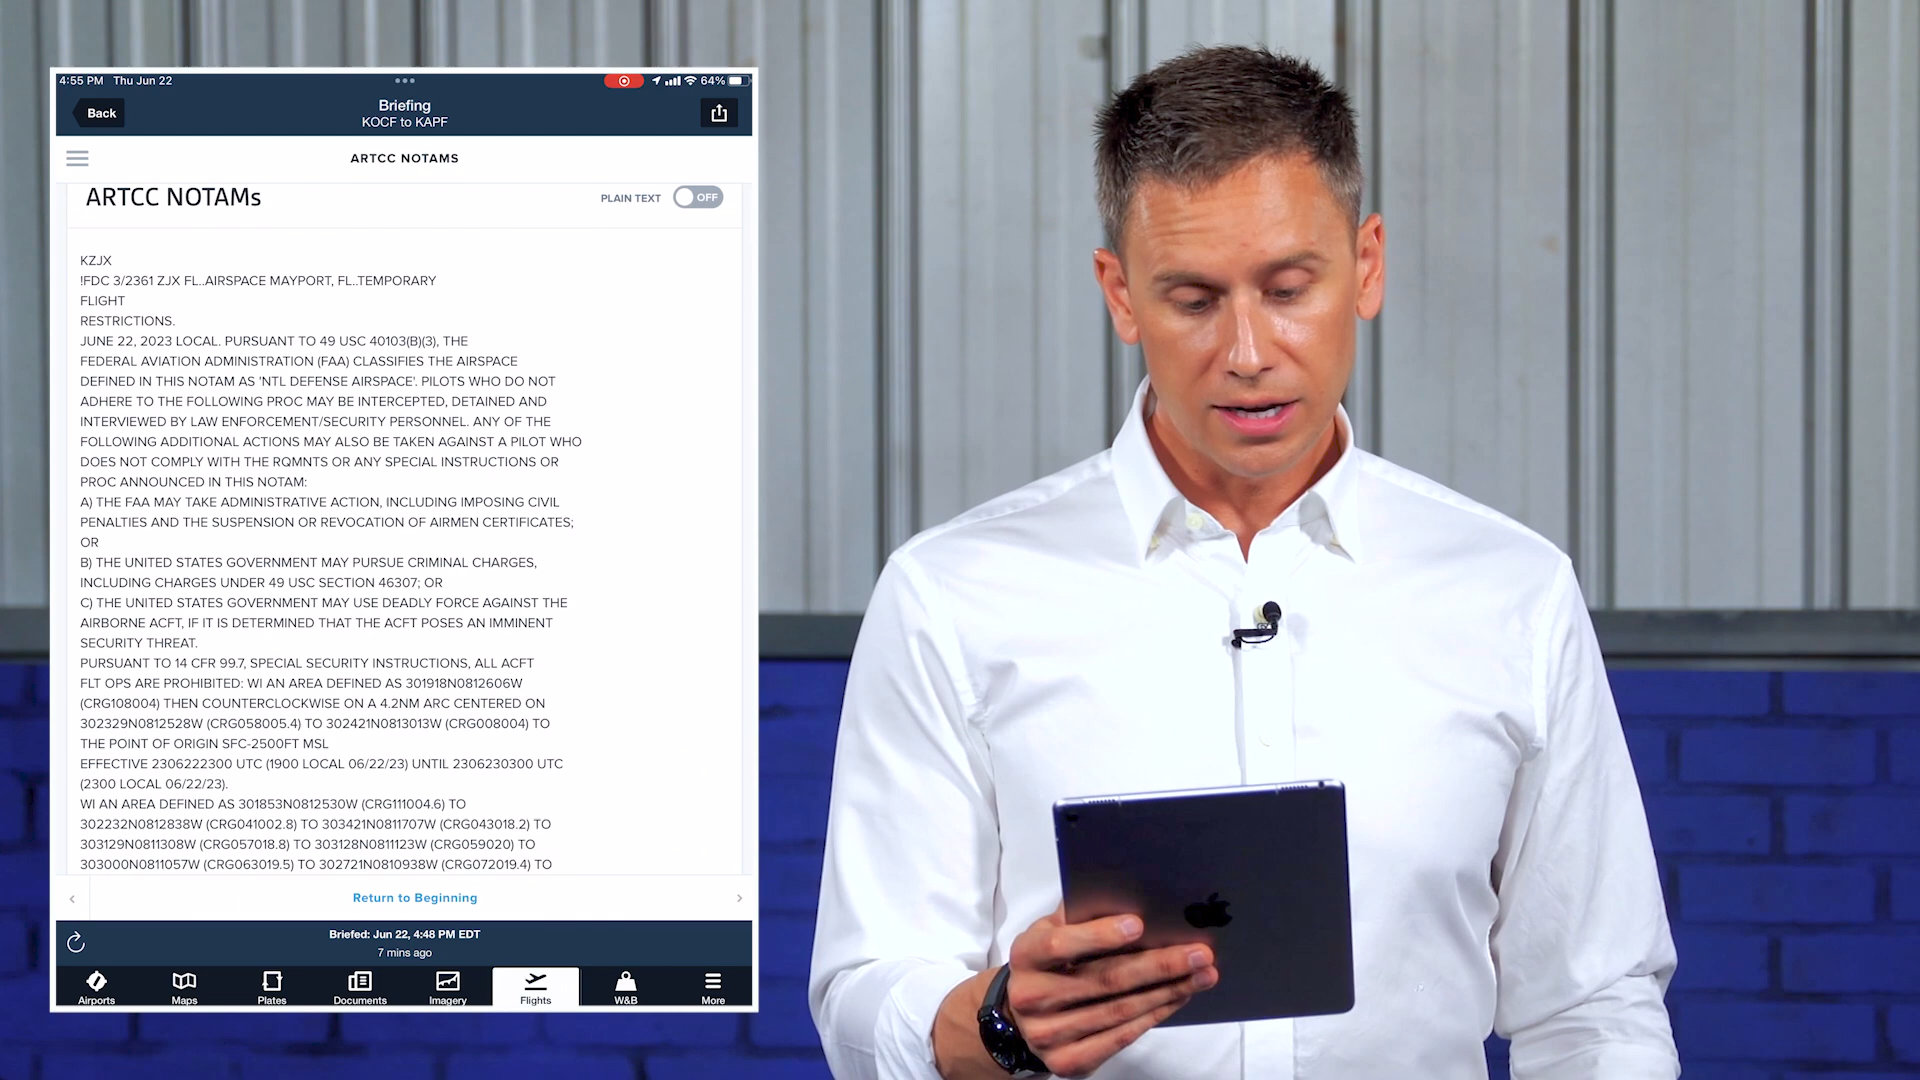 4:55 PM Thu Jun 22
64%
Back
Briefing
KOCF to KAPF
ARTCC NOTAMS
ARTCC NOTAMs
PLAIN TEXT OFF
KZJX
!FDC 3/2361 ZJX FL..AIRSPACE MAYPORT, FL..TEMPORARY
FLIGHT
RESTRICTIONS.
JUNE 22, 2023 LOCAL. PURSUANT TO 49 USC 40103(B)(3), THE
FEDERAL AVIATION ADMINISTRATION (FAA) CLASSIFIES THE AIRSPACE
DEFINED IN THIS NOTAM AS 'NTL DEFENSE AIRSPACE'. PILOTS WHO DO NOT
ADHERE TO THE FOLLOWING PROC MAY BE INTERCEPTED, DETAINED AND
INTERVIEWED BY LAW ENFORCEMENT/SECURITY PERSONNEL. ANY OF THE
FOLLOWING ADDITIONAL ACTIONS MAY ALSO BE TAKEN AGAINST A PILOT WHO
DOES NOT COMPLY WITH THE RQMNTS OR ANY SPECIAL INSTRUCTIONS OR
PROC ANNOUNCED IN THIS NOTAM:
A) THE FAA MAY TAKE ADMINISTRATIVE ACTION, INCLUDING IMPOSING CIVIL
PENALTIES AND THE SUSPENSION OR REVOCATION OF AIRMEN CERTIFICATES;
OR
B) THE UNITED STATES GOVERNMENT MAY PURSUE CRIMINAL CHARGES,
INCLUDING CHARGES UNDER 49 USC SECTION 46307; OR
C) THE UNITED STATES GOVERNMENT MAY USE DEADLY FORCE AGAINST THE
AIRBORNE ACFT, IF IT IS DETERMINED THAT THE ACFT POSES AN IMMINENT
SECURITY THREAT.
PURSUANT TO 14 CFR 99.7, SPECIAL SECURITY INSTRUCTIONS, ALL ACFT
FLT OPS ARE PROHIBITED: WI AN AREA DEFINED AS 301918N0812606W
(CRG108004) THEN COUNTERCLOCKWISE ON A 4.2NM ARC CENTERED ON
302329N0812528W (CRG058005.4) TO 302421N0813013W (CRG008004) TO
THE POINT OF ORIGIN SFC-2500FT MSL
EFFECTIVE 2306222300 UTC (1900 LOCAL 06/22/23) UNTIL 2306230300 UTC
(2300 LOCAL 06/22/23).
WI AN AREA DEFINED AS 301853N0812530W (CRG111004.6) TO
302232N0812838W (CRG041002.8) TO 303421N0811707W (CRG043018.2) TO
303129N0811308W (CRG057018.8) TO 303128N0811123W (CRG059020) TO
303000N0811057W (CRG063019.5) TO 302721N0810938W (CRG072019.4) TO
Return to Beginning
Briefed: Jun 22, 4:48 PM EDT
7 mins ago
Airports Maps Plates Documents Imagery Flights W&B More